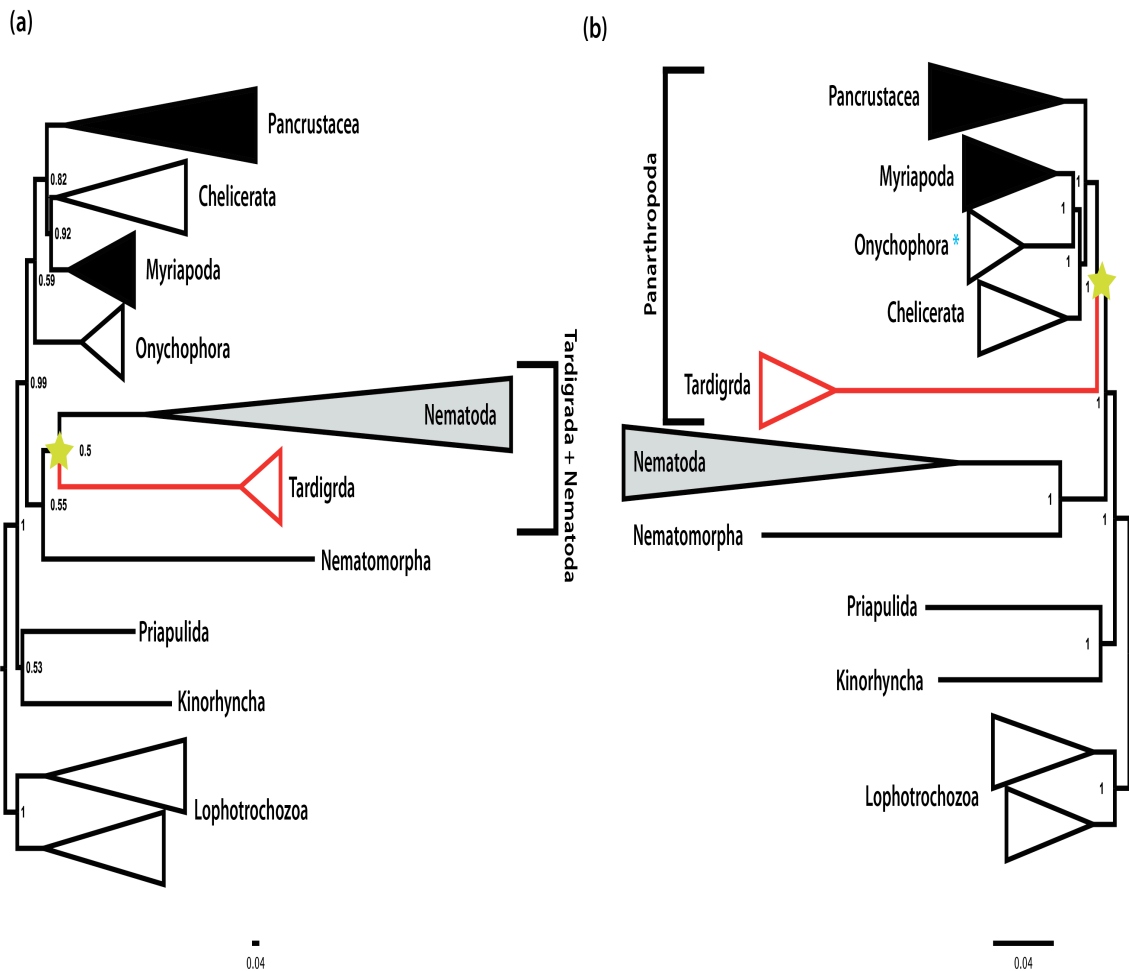 (a)
Pancrustacea
0.82
Chelicerata
0.92
Myriapoda
0.59
Onychophora
0.99
Nematoda
0.5
Tardigrda
0.55
Tardigrada + Nematoda
1
Nematomorpha
Priapulida
0.53
Kinorhyncha
1
Lophotrochozoa
0.04
(b)
Pancrustacea
Panarthropoda
Myriapoda
1
1
Onychophora *
1
1
Chelicerata
Tardigrda
1
Nematoda
1
1
Nematomorpha
Priapulida
1
Kinorhyncha
1
Lophotrochozoa
0.04